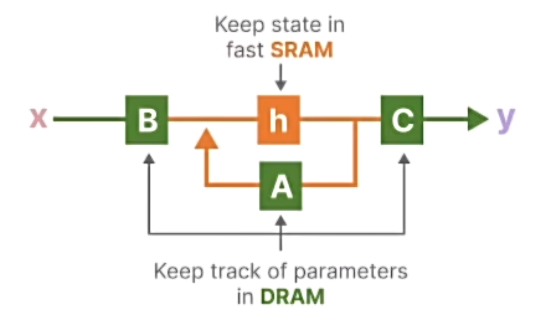 Keep state in
fast SRAM
x B h C y
A
Keep track of parameters
in DRAM